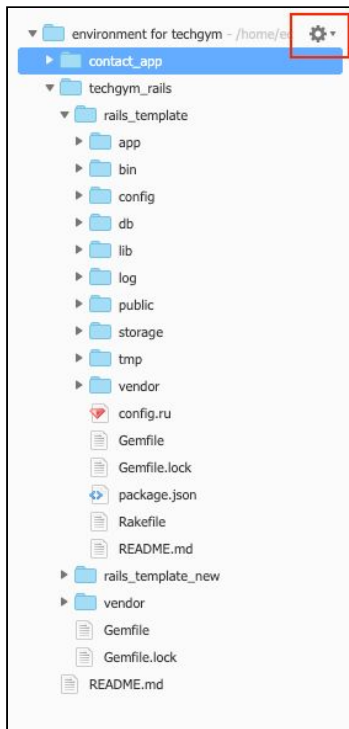 environment for techgym - /home/ec
contact_app
techgym_rails
rails_template
app
bin
config
db
lib
log
public
storage
tmp
vendor
config.ru
Gemfile
Gemfile.lock
package.json
Rakefile
README.md
rails_template_new
vendor
Gemfile
Gemfile.lock
README.md